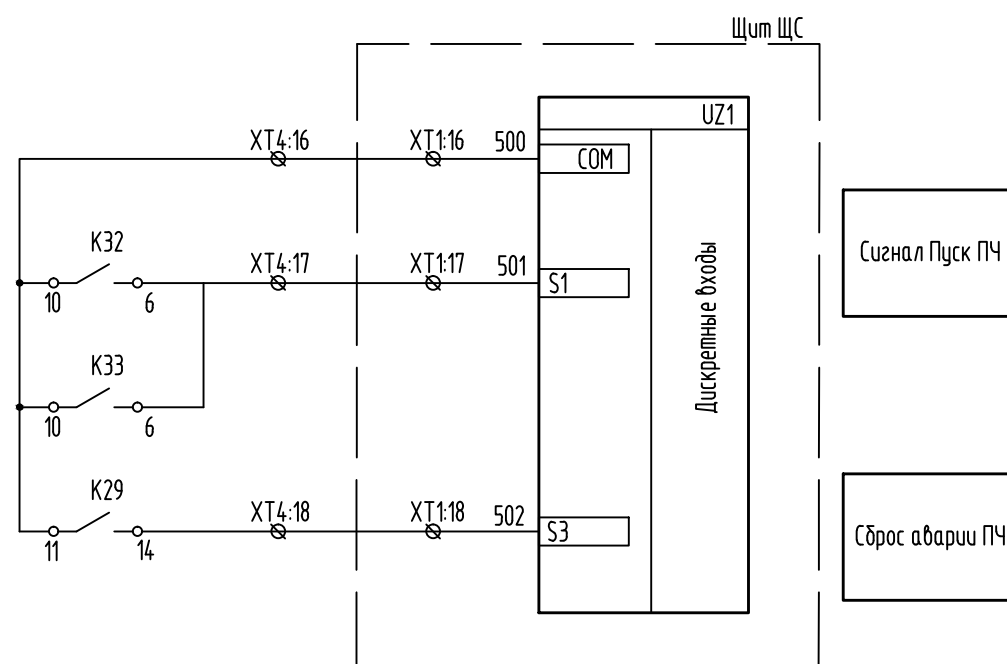 Щит ЩС
UZ1
XT4:16
XT1:16
500
COM
K32
XT4:17
XT1:17
501
S1
10
6
Сигнал Пуск ПЧ
Дискретные входы
K33
10
6
K29
XT4:18
XT1:18
502
S3
11
14
Сброс аварии ПЧ